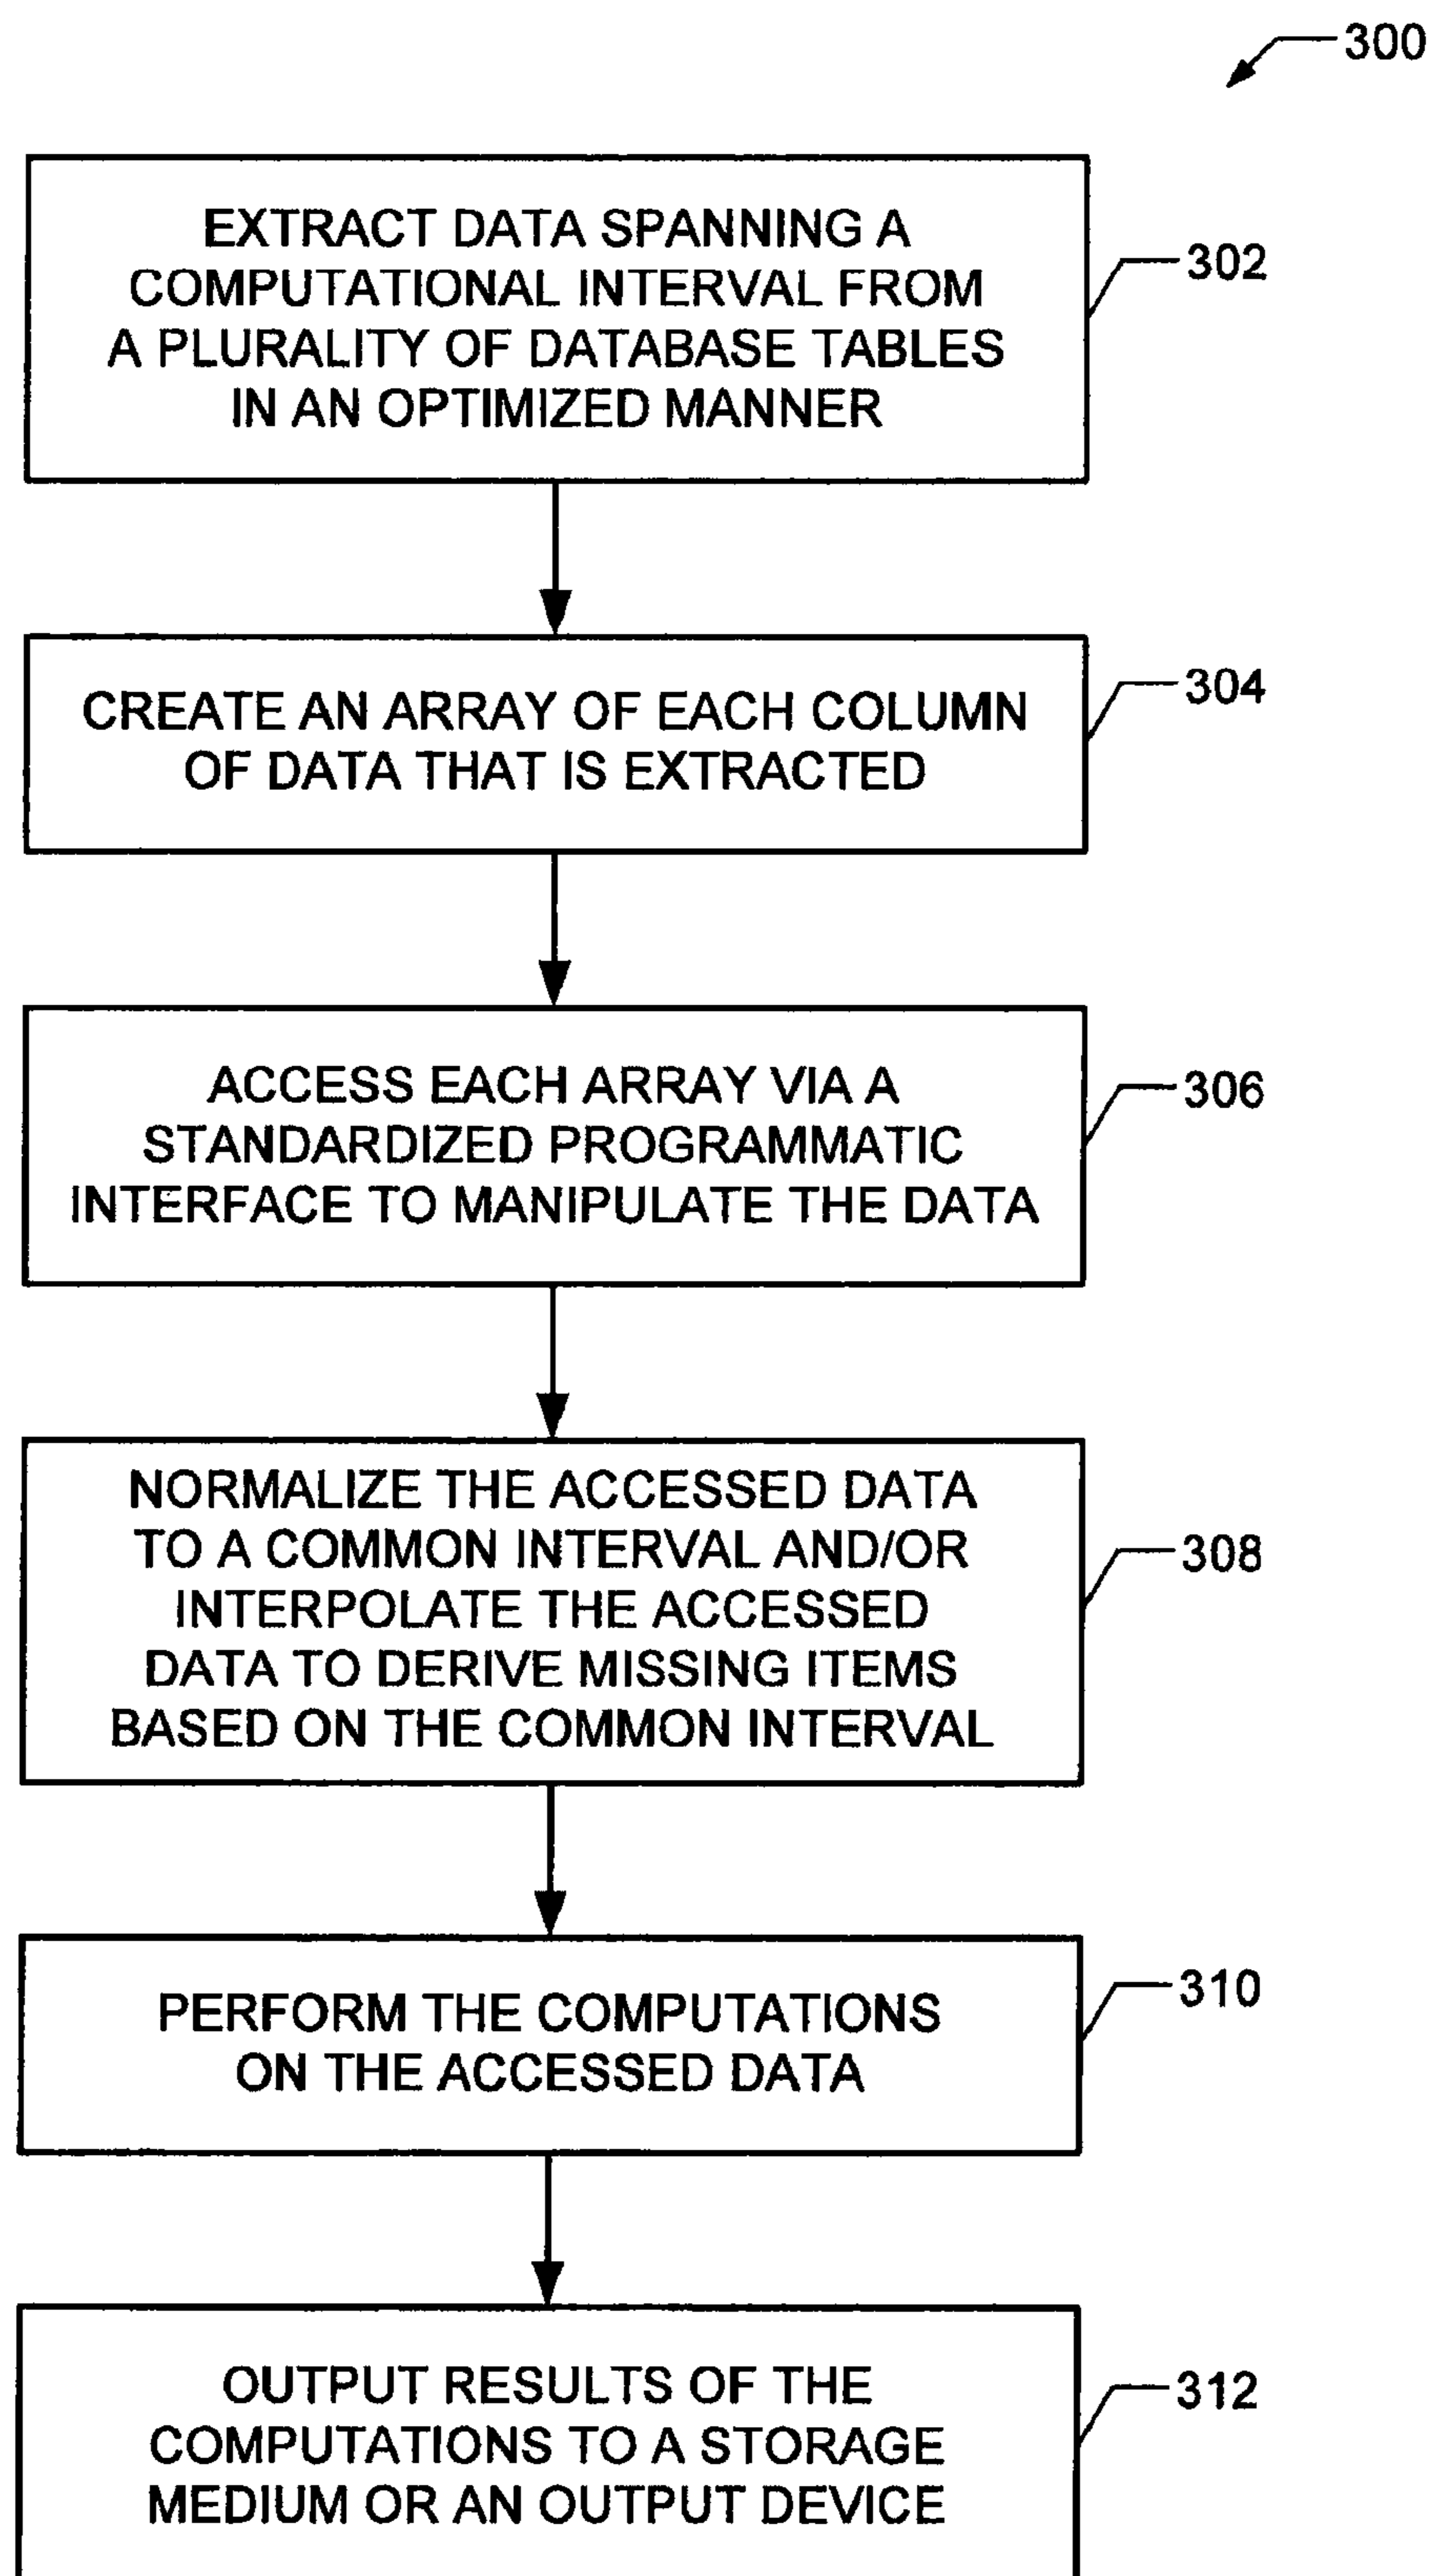 300
EXTRACT DATA SPANNING A
COMPUTATIONAL INTERVAL FROM
A PLURALITY OF DATABASE TABLES
IN AN OPTIMIZED MANNER
302
CREATE AN ARRAY OF EACH COLUMN
OF DATA THAT IS EXTRACTED
304
ACCESS EACH ARRAY VIA A
STANDARDIZED PROGRAMMATIC
INTERFACE TO MANIPULATE THE DATA
306
NORMALIZE THE ACCESSED DATA
TO A COMMON INTERVAL AND/OR
INTERPOLATE THE ACCESSED
DATA TO DERIVE MISSING ITEMS
BASED ON THE COMMON INTERVAL
308
PERFORM THE COMPUTATIONS
ON THE ACCESSED DATA
310
OUTPUT RESULTS OF THE
COMPUTATIONS TO A STORAGE
MEDIUM OR AN OUTPUT DEVICE
312